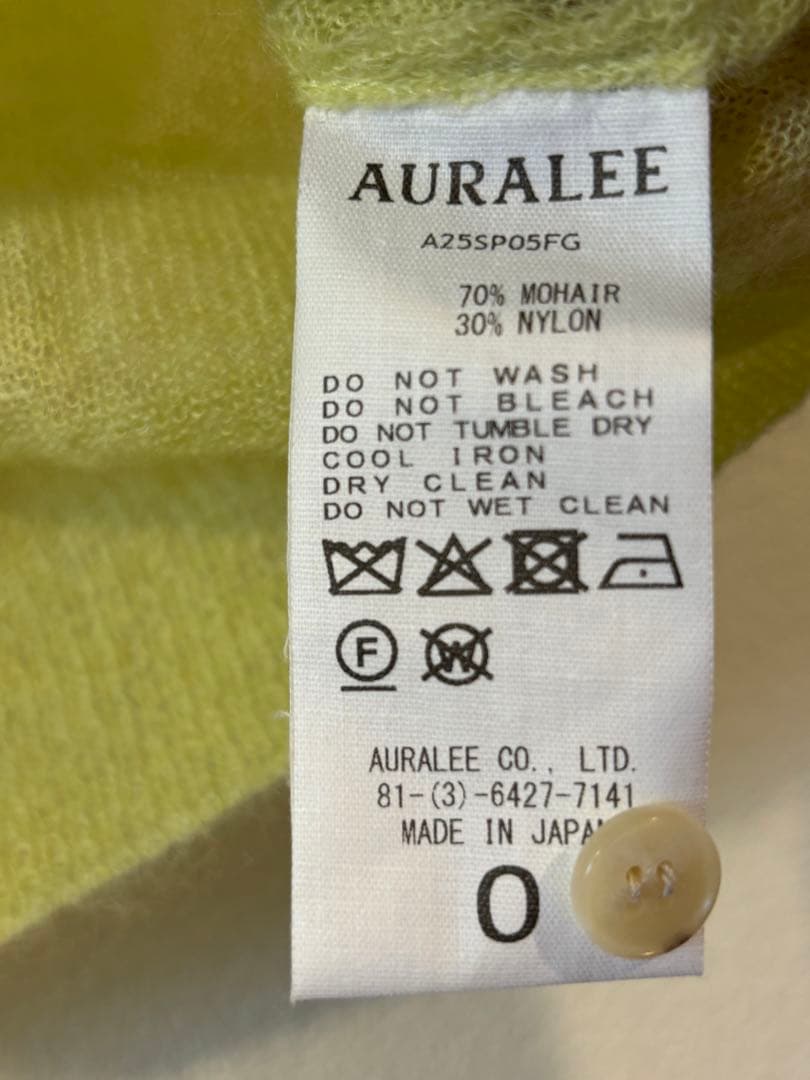 AURALEE
A25SP05FG
70% MOHAIR
30% NYLON
DO NOT WASH
DO NOT BLEACH
DO NOT TUMBLE DRY
COOL IRON
DRY CLEAN
DO NOT WET CLEAN
F W
AURALEE CO., LTD.
81-(3)-6427-7141
MADE IN JAPAN
0